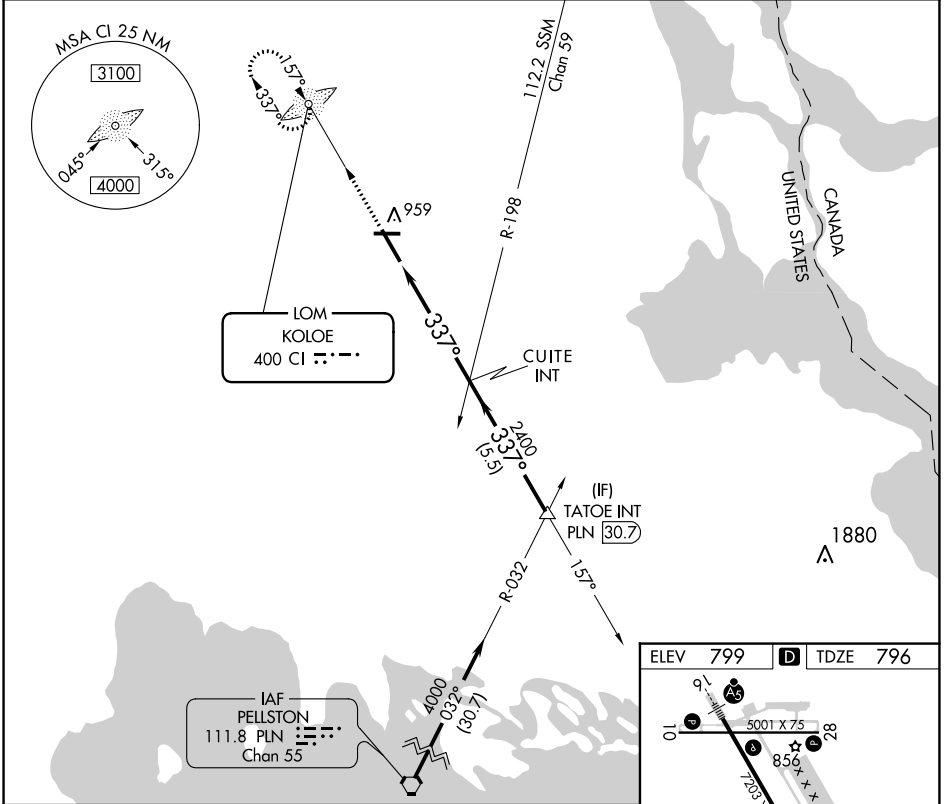 MSA CI 25 NM
3100
045°
315°
4000
157°
337°
112.2 SSM
Chan 59
R-198
959
CANADA
UNITED STATES
LOM
KOLOE
400 CI
337°
CUITE
INT
2400
337°
(5.5)
(IF)
TATOE INT
PLN 30.7
1880
R-032
157°
4000
032°
(30.7)
IAF
PELLSTON
111.8 PLN
Chan 55
ELEV 799 D TDZE 796
16
A5
P
5001 X 75
10
28
P
856
P
7203
X X X